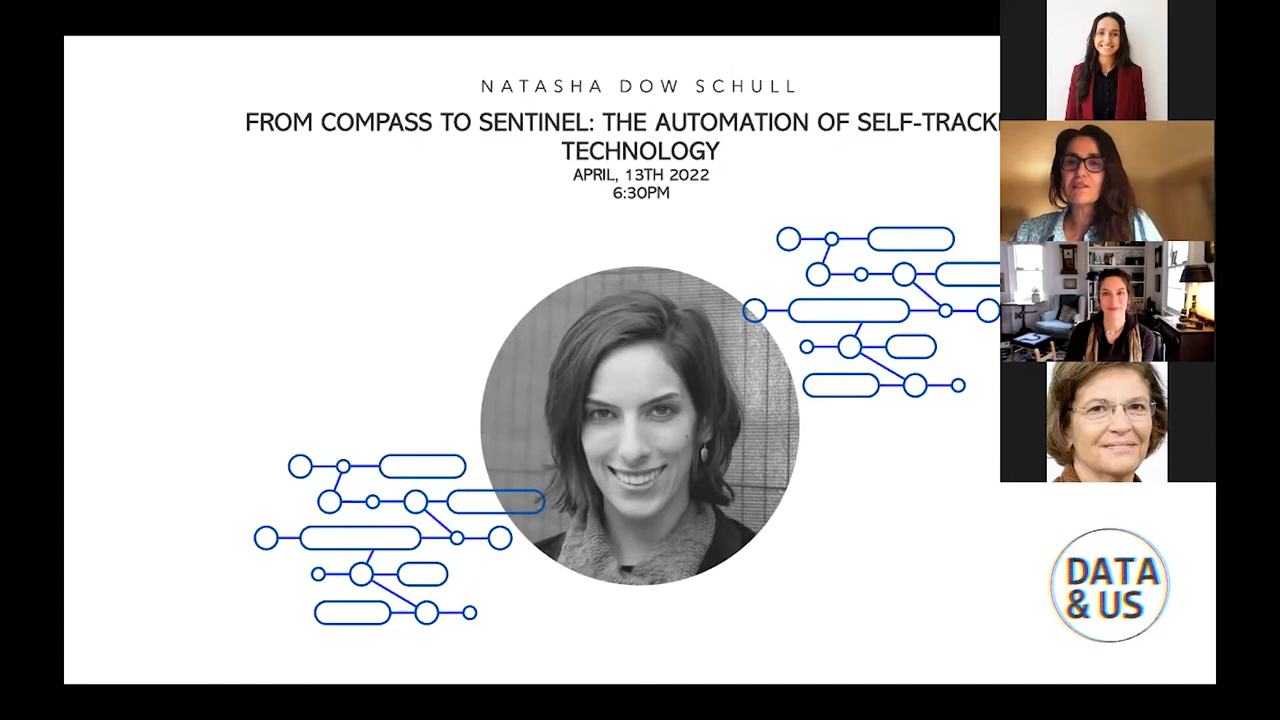 NATASHA DOW SCHULL
FROM COMPASS TO SENTINEL: THE AUTOMATION OF SELF-TRACKI
TECHNOLOGY
APRIL, 13TH 2022
6:30PM
DATA
& US